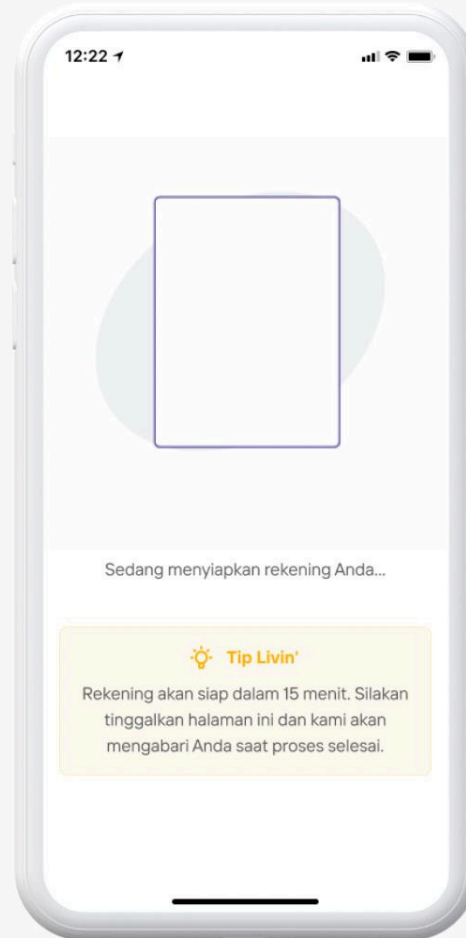 12:22
Sedang menyiapkan rekening Anda...
Tip Livin'
Rekening akan siap dalam 15 menit. Silakan
tinggalkan halaman ini dan kami akan
mengabari Anda saat proses selesai.